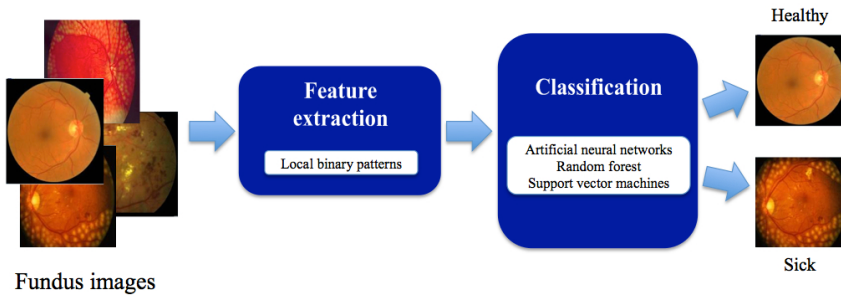 Fundus images
Feature
extraction
Local binary patterns
Classification
Artificial neural networks
Random forest
Support vector machines
Healthy
Sick